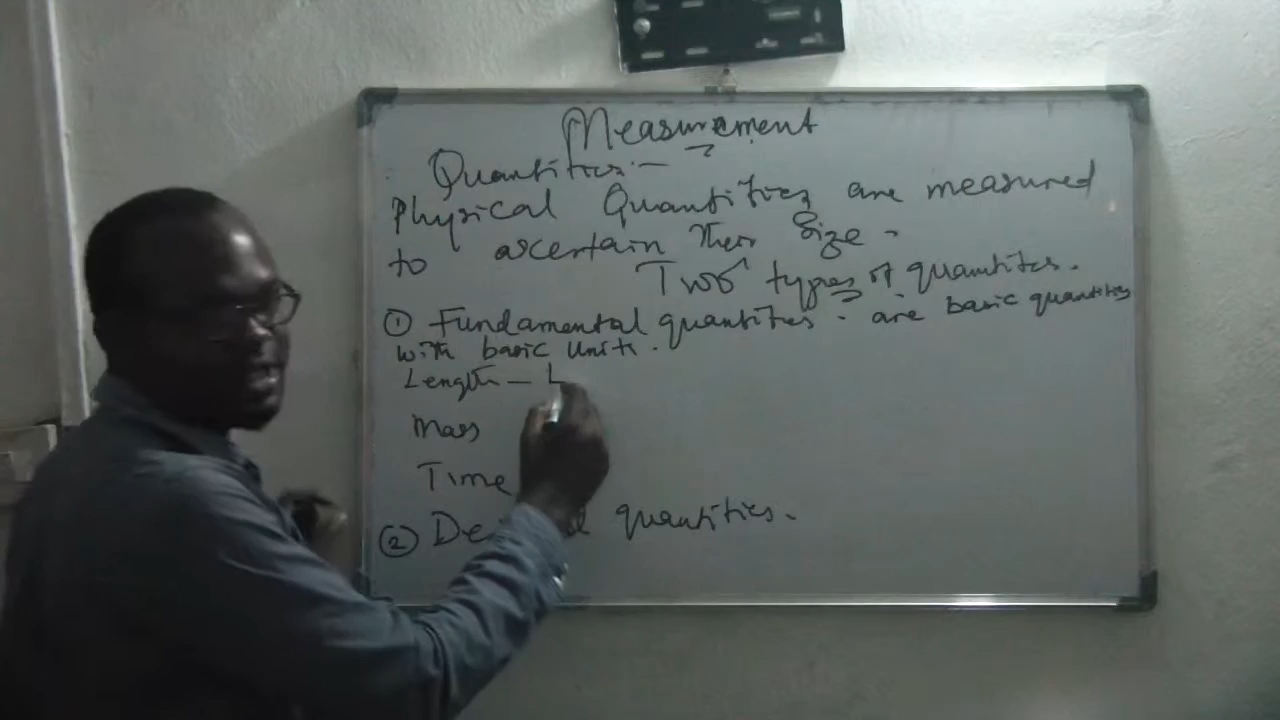 Measurement
Quantities:-
Physical Quantities are measured
to ascertain their size.
Two types of quantites.
① Fundamental quantities. are basic quantities
with basic units.
Length - L
Mass
Time
② quantities.